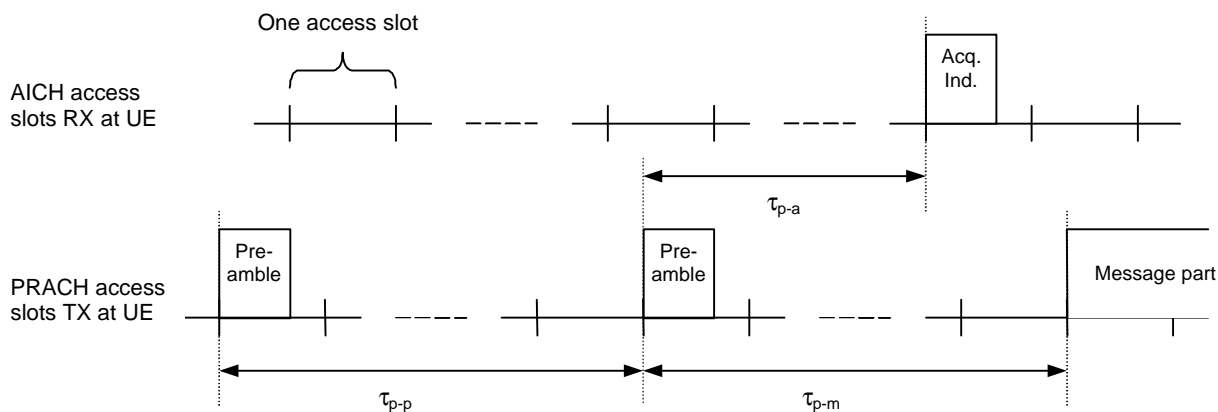 One access slot
AICH access
slots RX at UE
Acq.
Ind.
τp-a
PRACH access
slots TX at UE
Pre-
amble
Pre-
amble
Message part
τp-p
τp-m